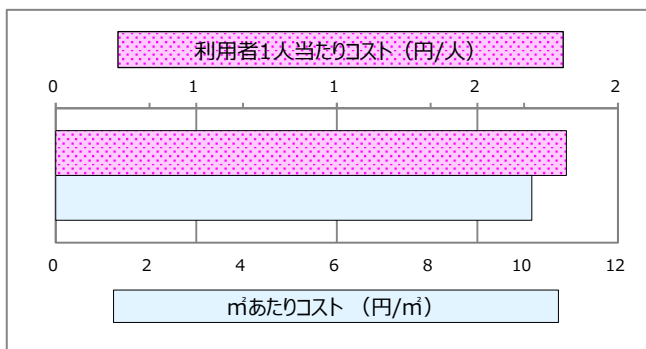 利用者1人当たりコスト（円/人）
0 1 1 2 2
0 2 4 6 8 10 12
㎡あたりコスト （円/㎡）